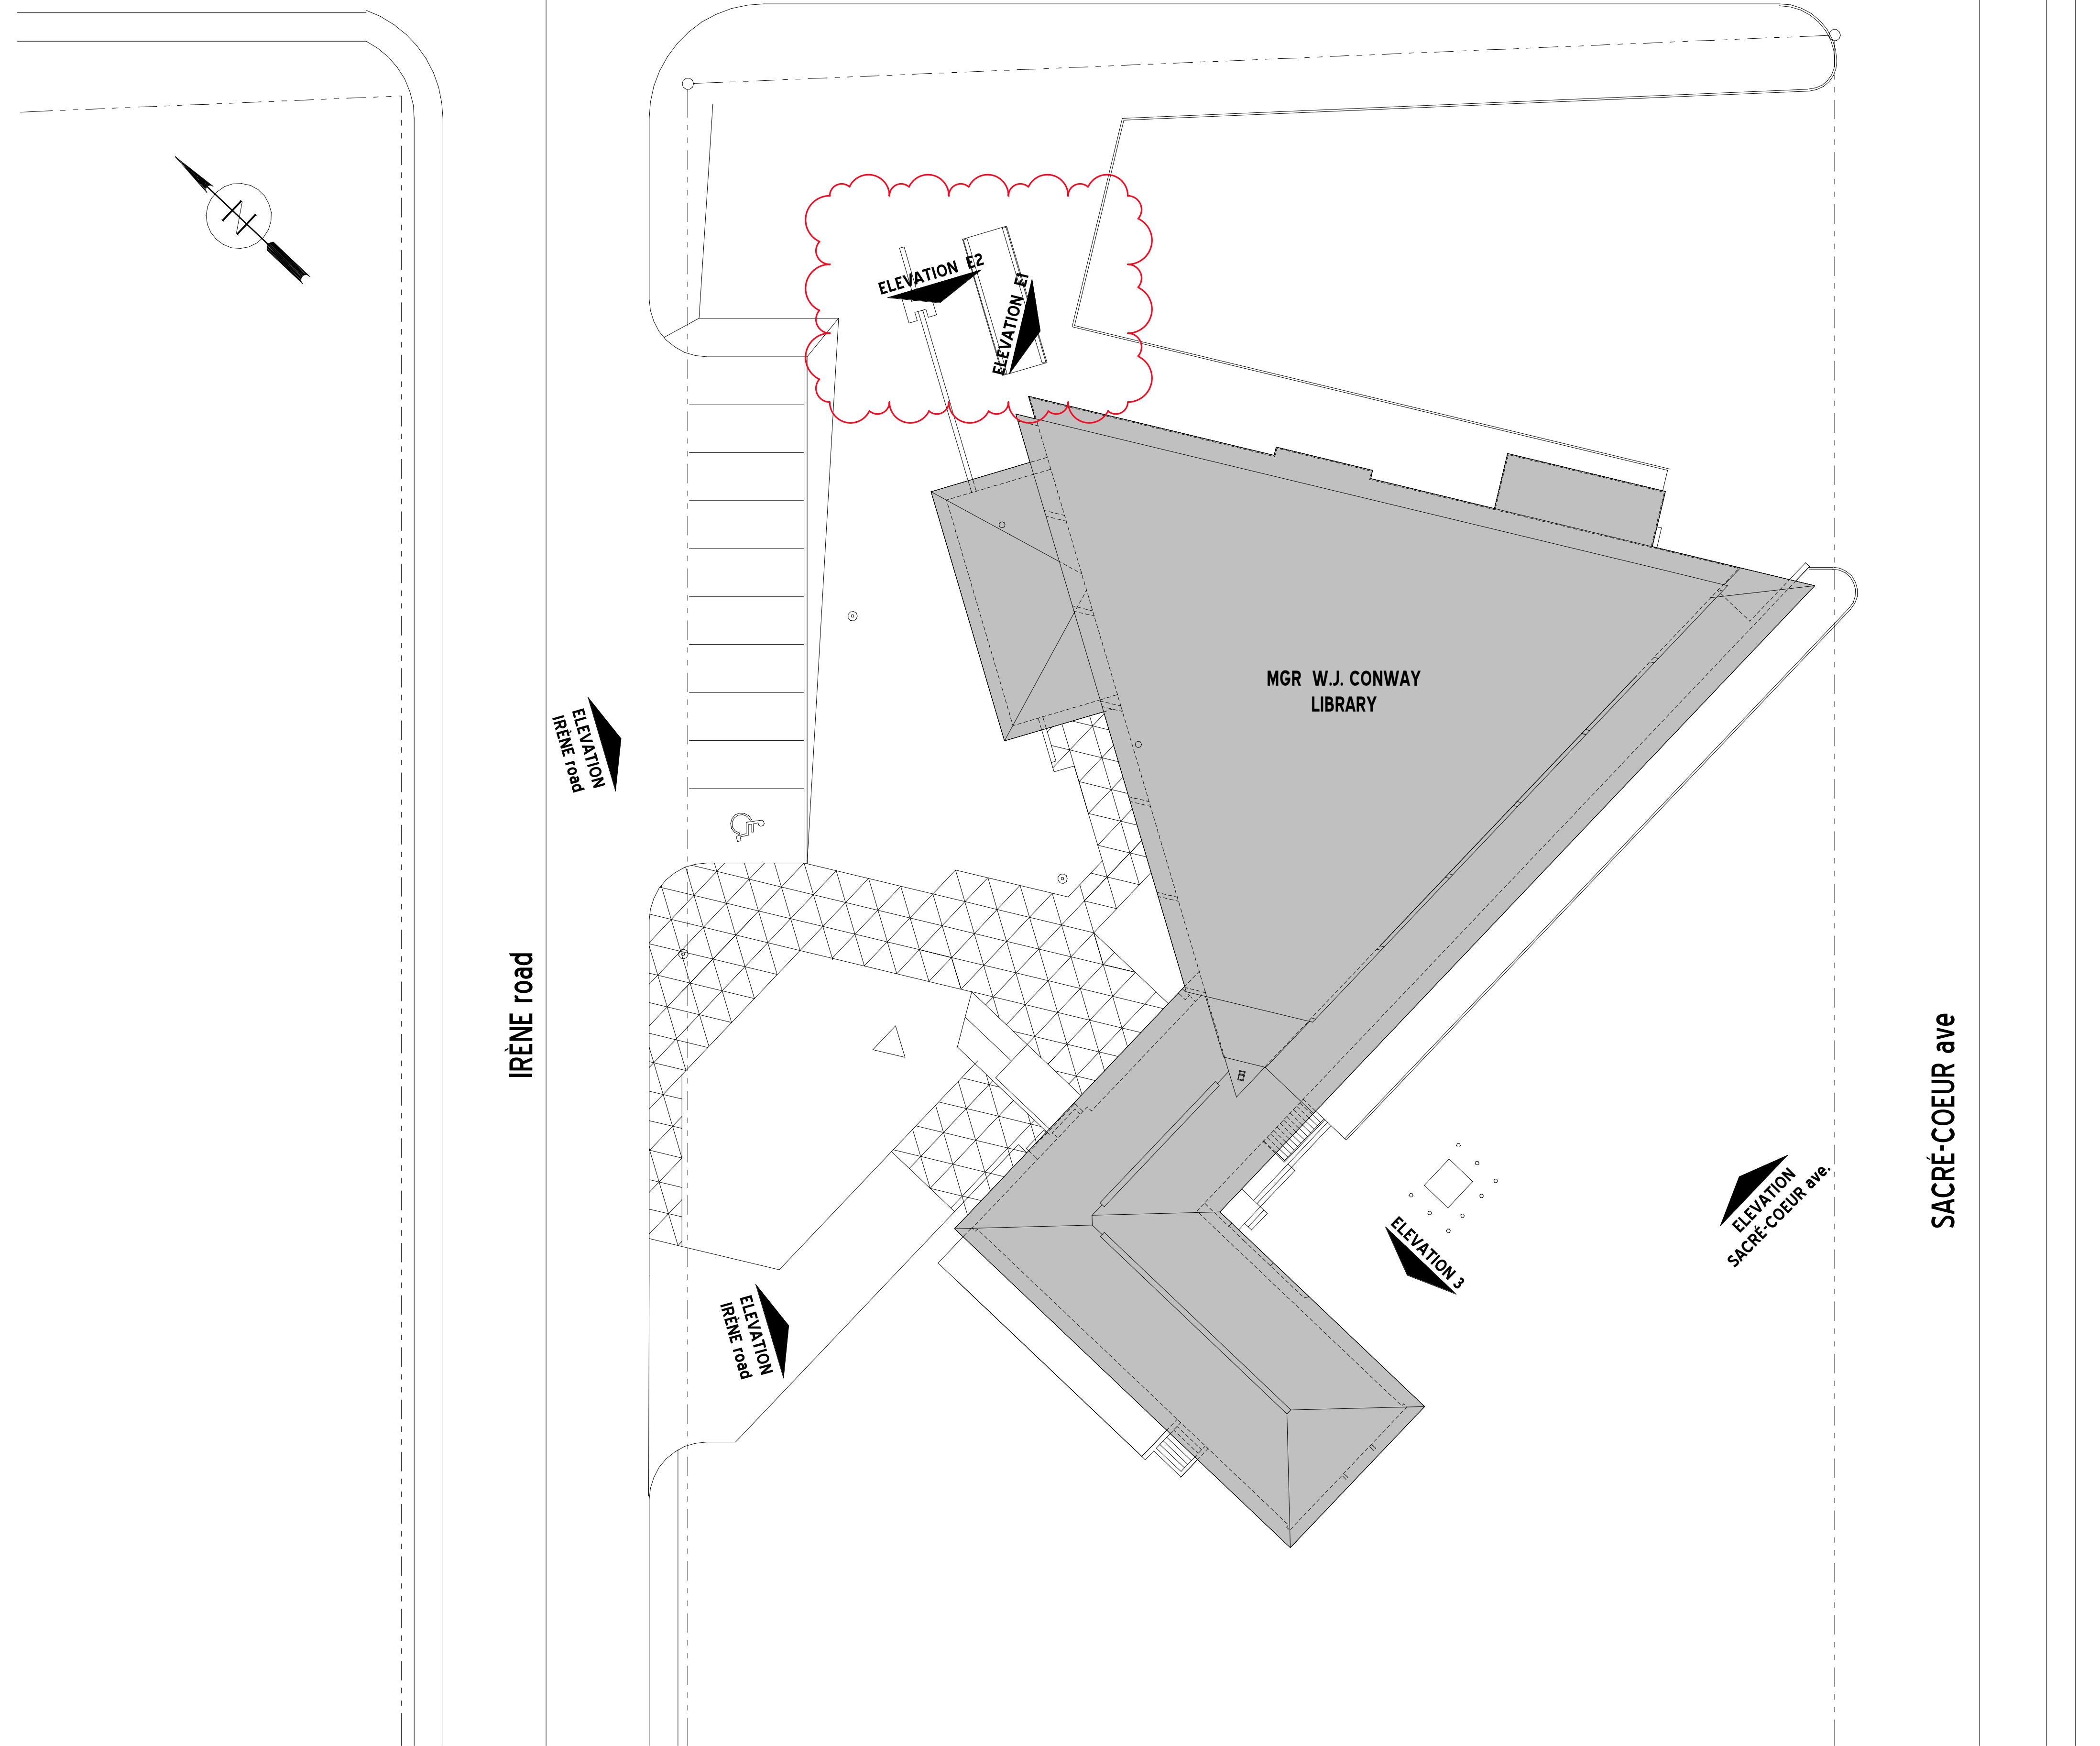 N
ELEVATION E2
ELEVATION E1
MGR W.J. CONWAY
LIBRARY
ELEVATION
IRÈNE road
IRÈNE road
SACRÉ-COEUR ave
ELEVATION
SACRÉ-COEUR ave.
ELEVATION 3
ELEVATION
IRÈNE road